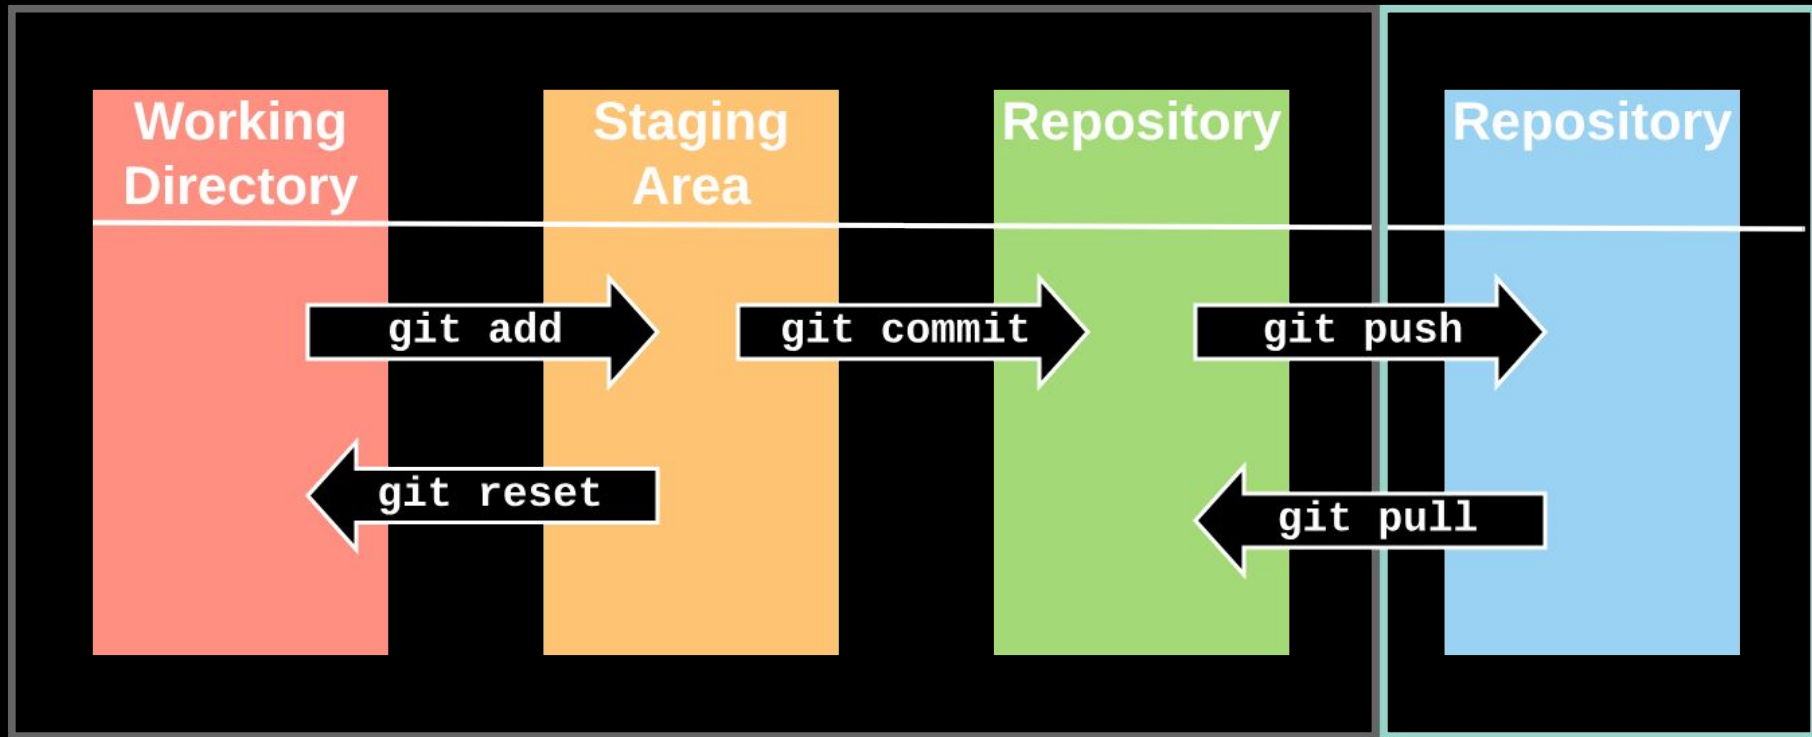 Working
Directory
Staging
Area
Repository
Repository
git add
git commit
git push
git reset
git pull